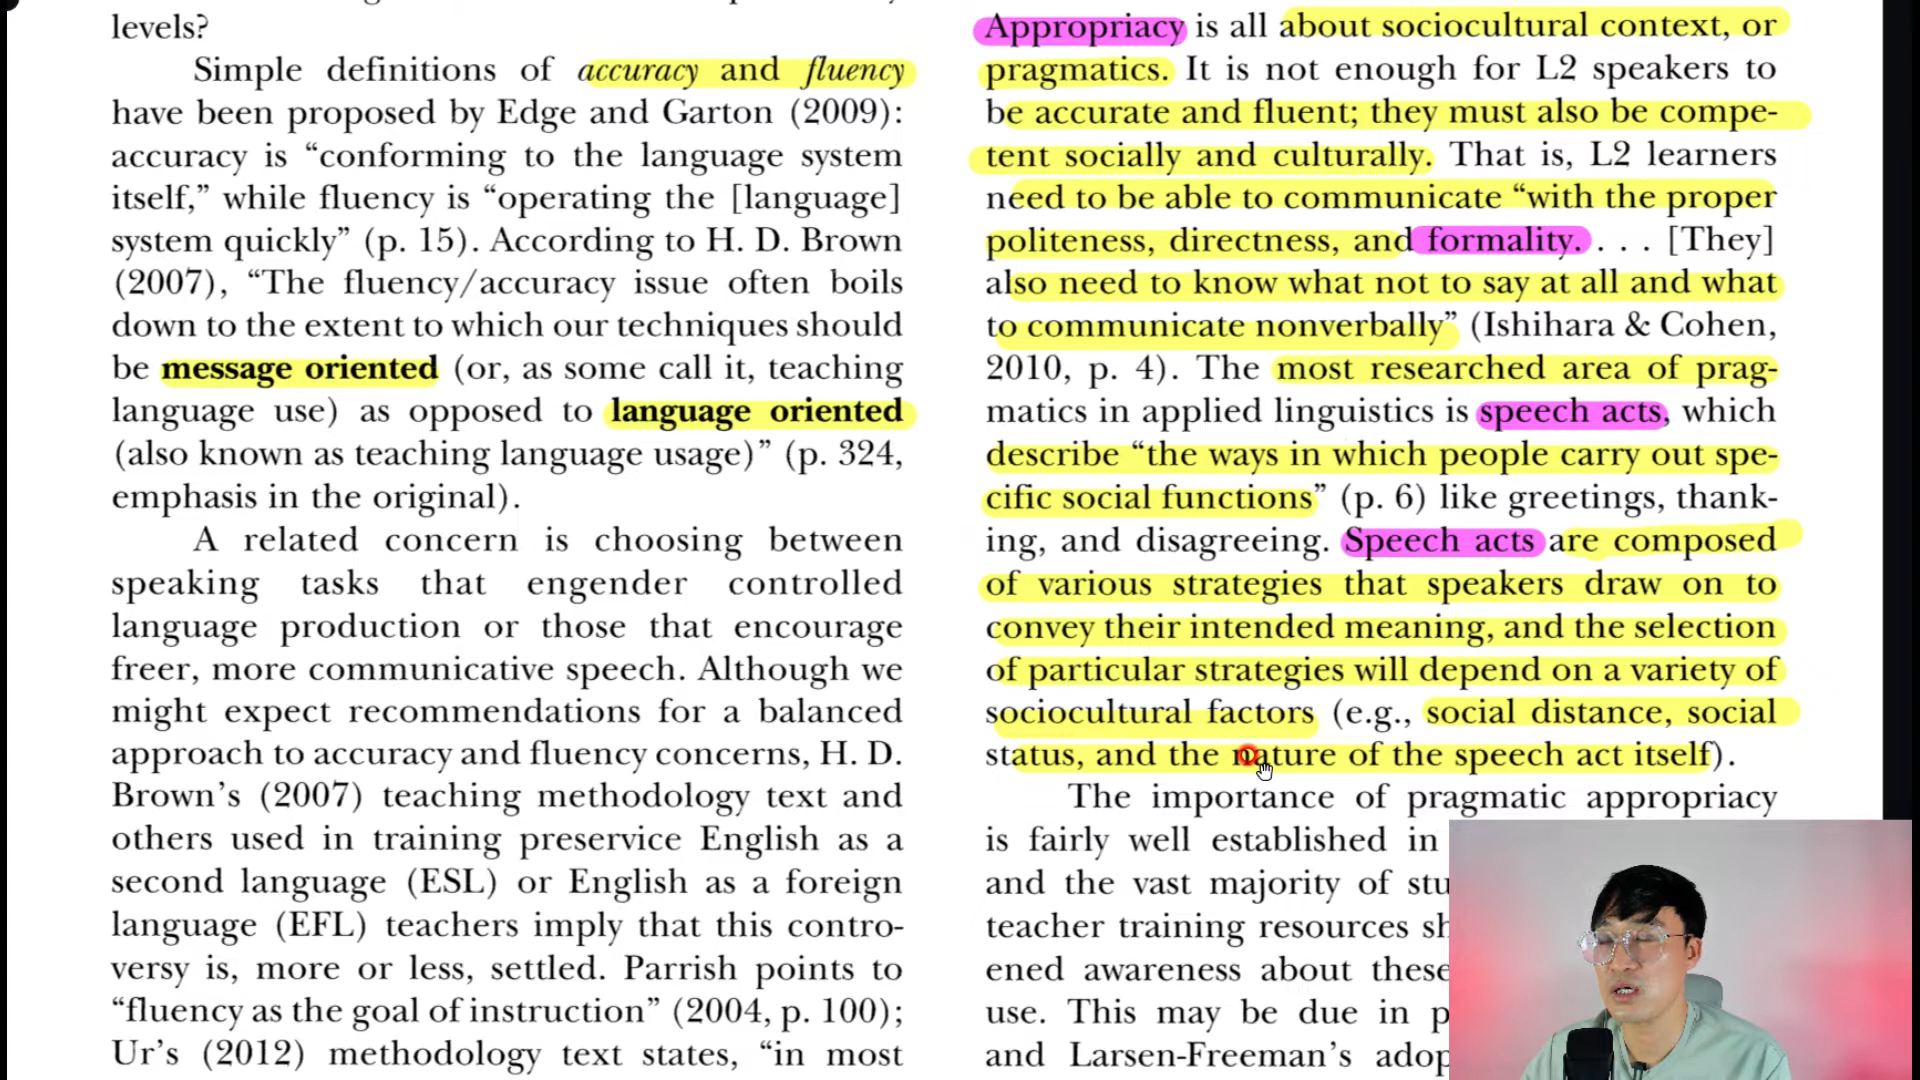 levels?
Simple definitions of accuracy and fluency
have been proposed by Edge and Garton (2009):
accuracy is “conforming to the language system
itself,” while fluency is “operating the [language]
system quickly” (p. 15). According to H. D. Brown
(2007), “The fluency/accuracy issue often boils
down to the extent to which our techniques should
be message oriented (or, as some call it, teaching
language use) as opposed to language oriented
(also known as teaching language usage)” (p. 324,
emphasis in the original).
A related concern is choosing between
speaking tasks that engender controlled
language production or those that encourage
freer, more communicative speech. Although we
might expect recommendations for a balanced
approach to accuracy and fluency concerns, H. D.
Brown’s (2007) teaching methodology text and
others used in training preservice English as a
second language (ESL) or English as a foreign
language (EFL) teachers imply that this contro-
versy is, more or less, settled. Parrish points to
“fluency as the goal of instruction” (2004, p. 100);
Ur’s (2012) methodology text states, “in most
Appropriacy is all about sociocultural context, or
pragmatics. It is not enough for L2 speakers to
be accurate and fluent; they must also be compe-
tent socially and culturally. That is, L2 learners
need to be able to communicate “with the proper
politeness, directness, and formality. . . . [They]
also need to know what not to say at all and what
to communicate nonverbally” (Ishihara & Cohen,
2010, p. 4). The most researched area of prag-
matics in applied linguistics is speech acts, which
describe “the ways in which people carry out spe-
cific social functions” (p. 6) like greetings, thank-
ing, and disagreeing. Speech acts are composed
of various strategies that speakers draw on to
convey their intended meaning, and the selection
of particular strategies will depend on a variety of
sociocultural factors (e.g., social distance, social
status, and the nature of the speech act itself).
The importance of pragmatic appropriacy
is fairly well established in
and the vast majority of stu
teacher training resources sh
ened awareness about these
use. This may be due in p
and Larsen-Freeman’s adop